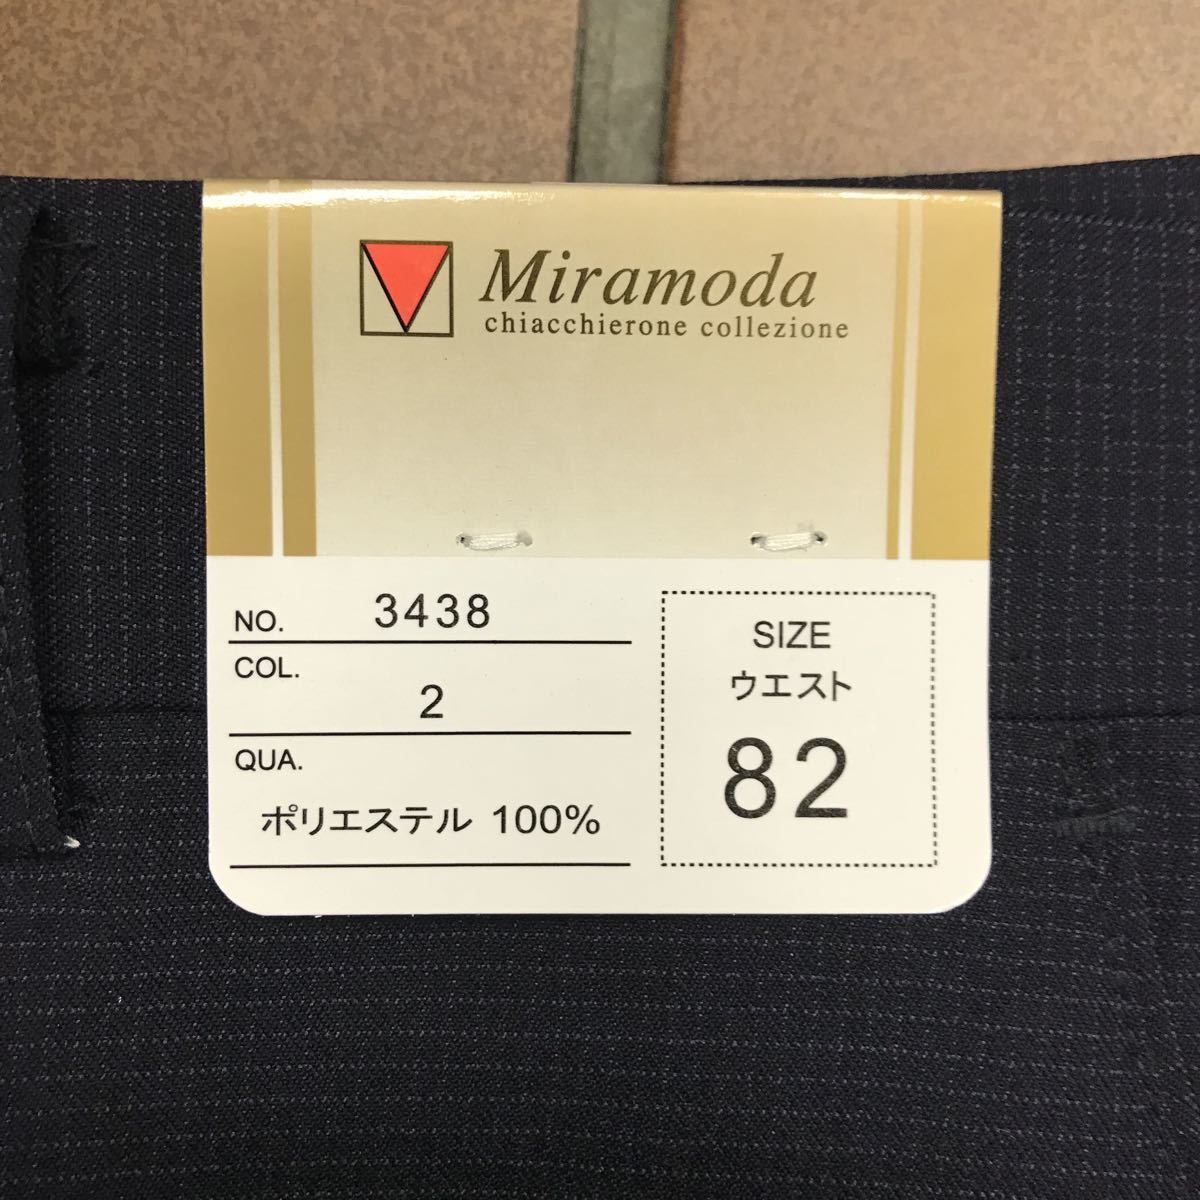 Miramoda
chiacchierone collezione
NO. 3438
COL.
2
QUA.
ポリエステル 100%
SIZE
ウエスト
82